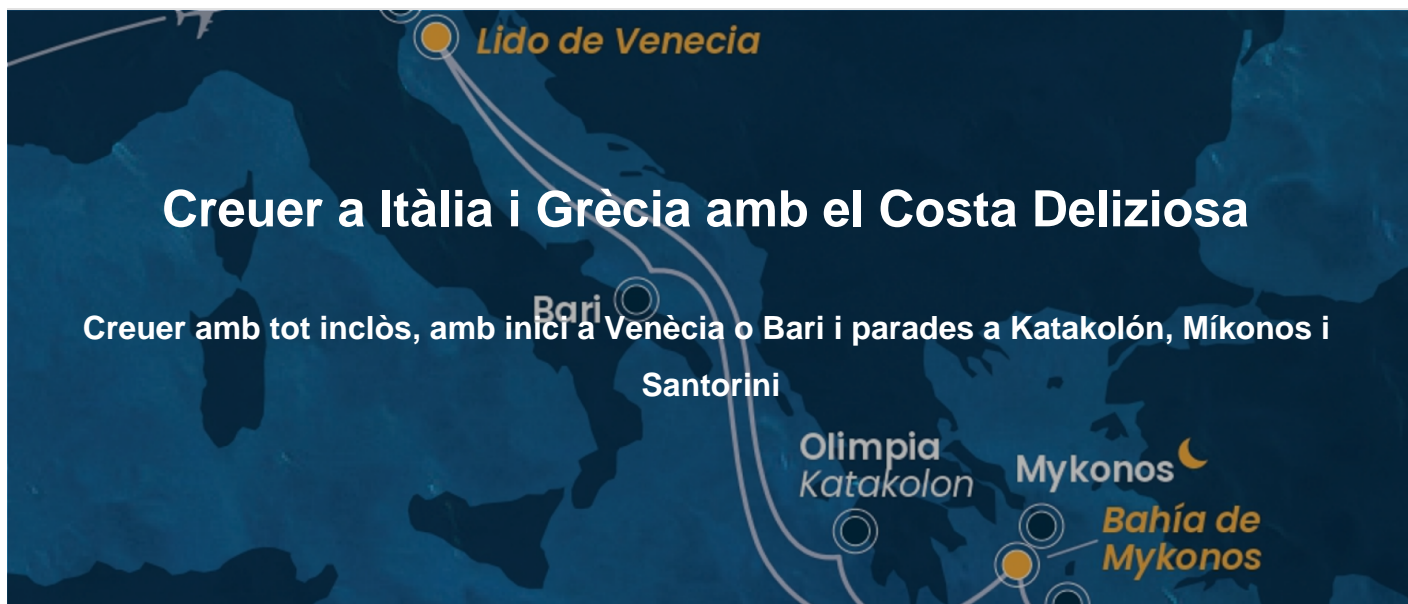 Lido de Venecia
Creuer a Itàlia i Grècia amb el Costa Deliziosa
Bari
Creuer amb tot inclòs, amb inici a Venècia o Bari i parades a Katakolón, Míkonos i
Santorini
Olimpia
Katakolon
Mykonos
Bahía de
Mykonos